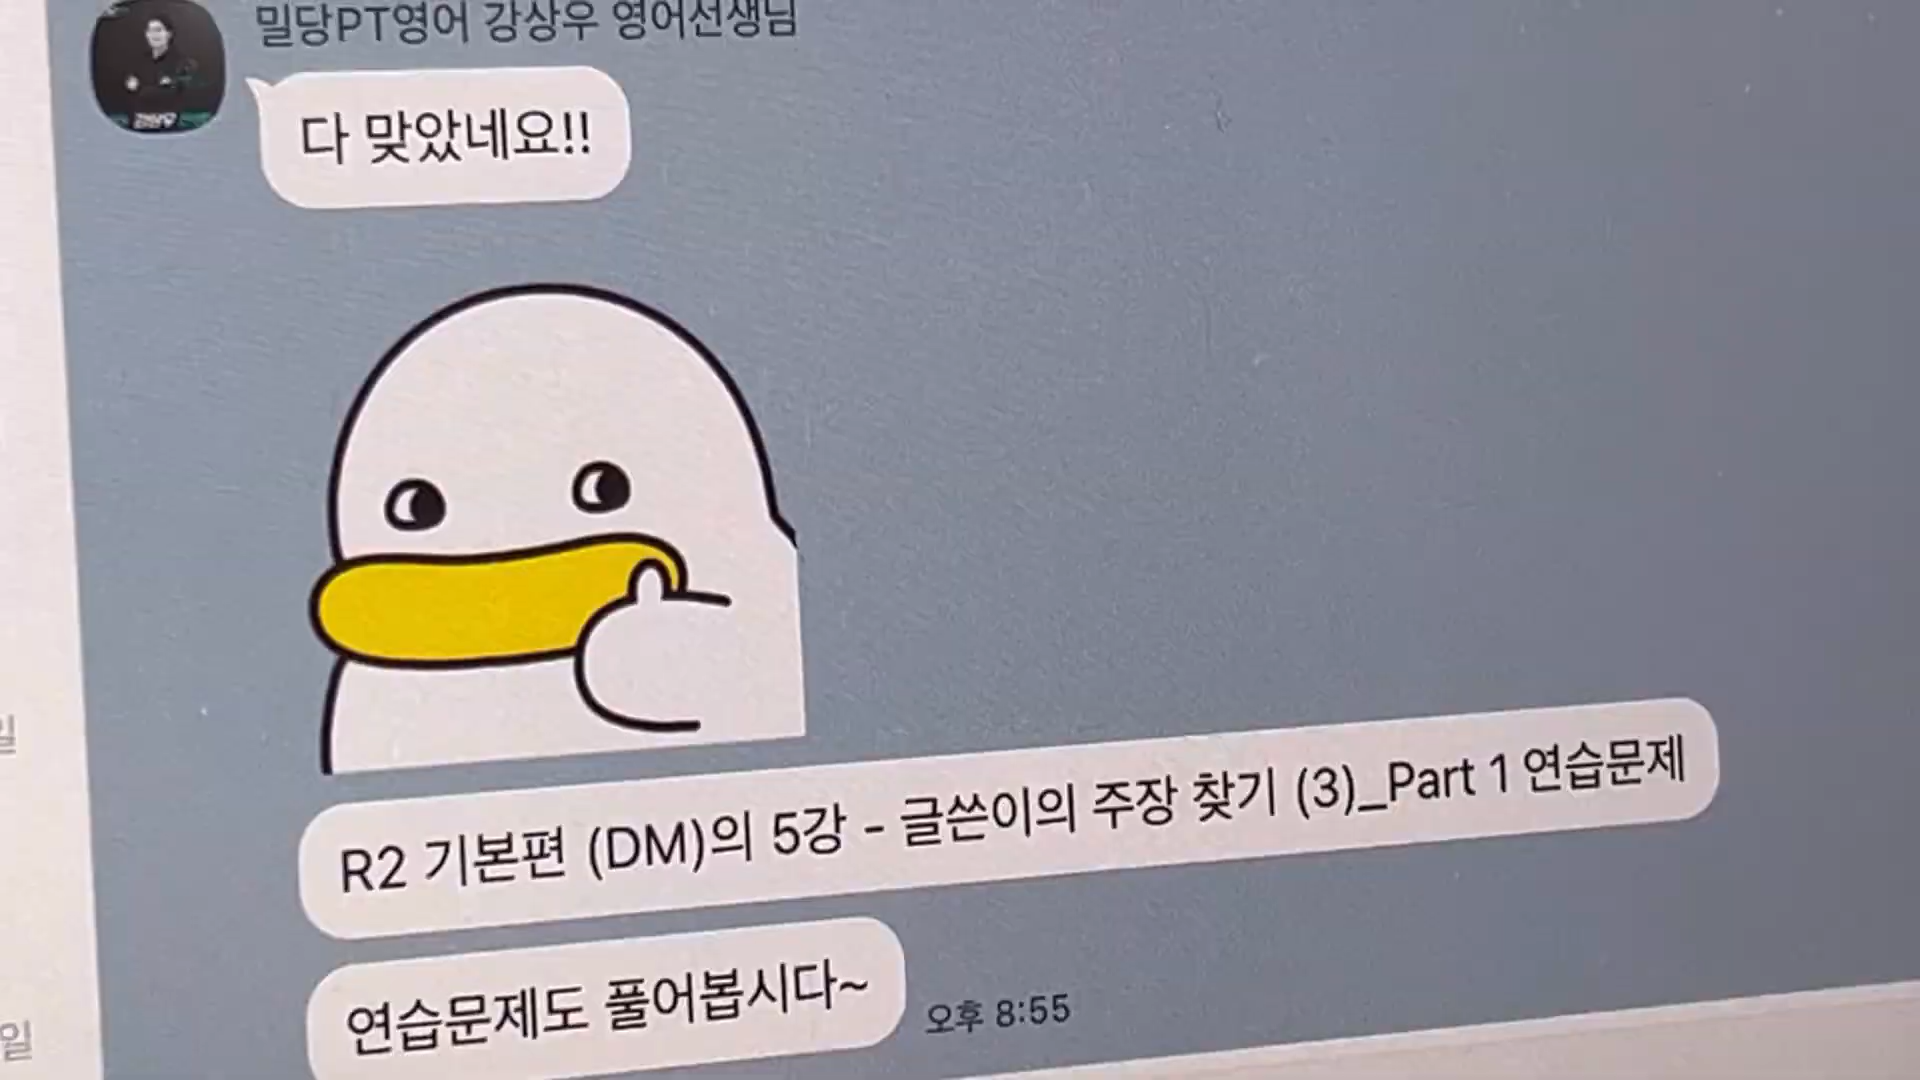 밀당PT영어 강상우 영어선생님
다 맞았네요!!
R2 기본편 (DM)의 5강 - 글쓴이의 주장 찾기 (3)_Part 1 연습문제
연습문제도 풀어봅시다~
오후 8:55
일
일